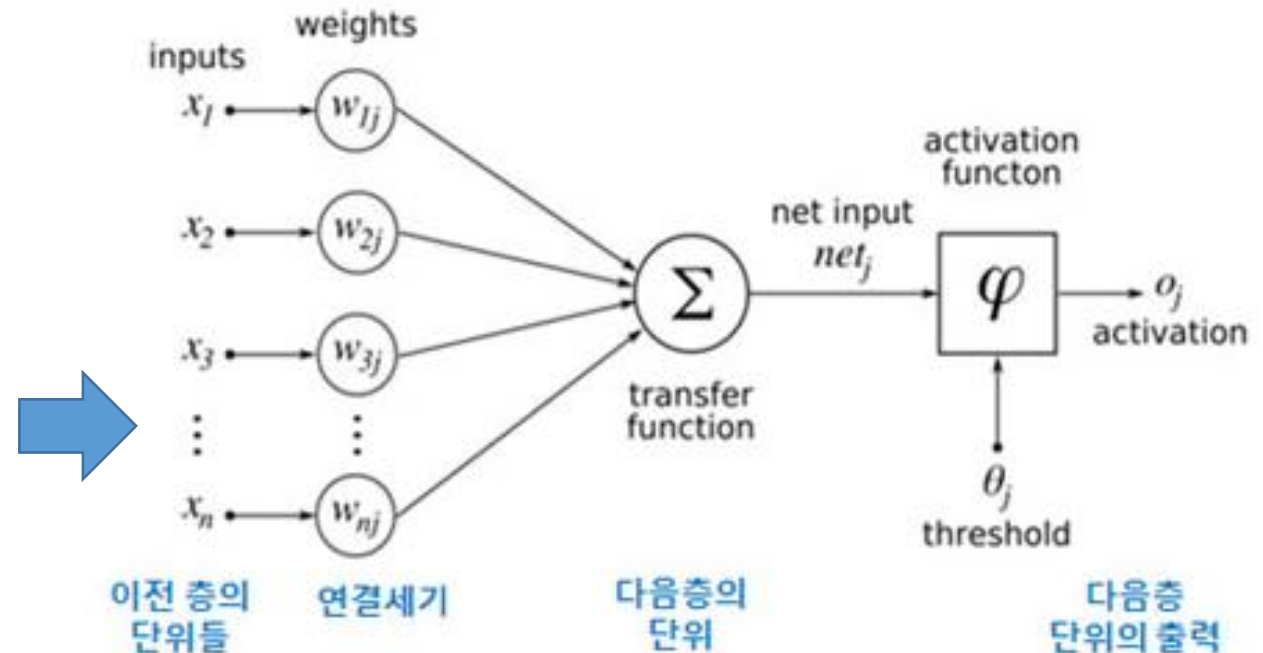 weights
inputs
x1
w1j
x2
w2j
x3
w3j
⋮
⋮
xn
wnj
Σ
transfer
function
net input
netj
activation
functon
φ
oj
activation
θj
threshold
이전 층의
단위들
연결세기
다음층의
단위
다음층
단위의 출력